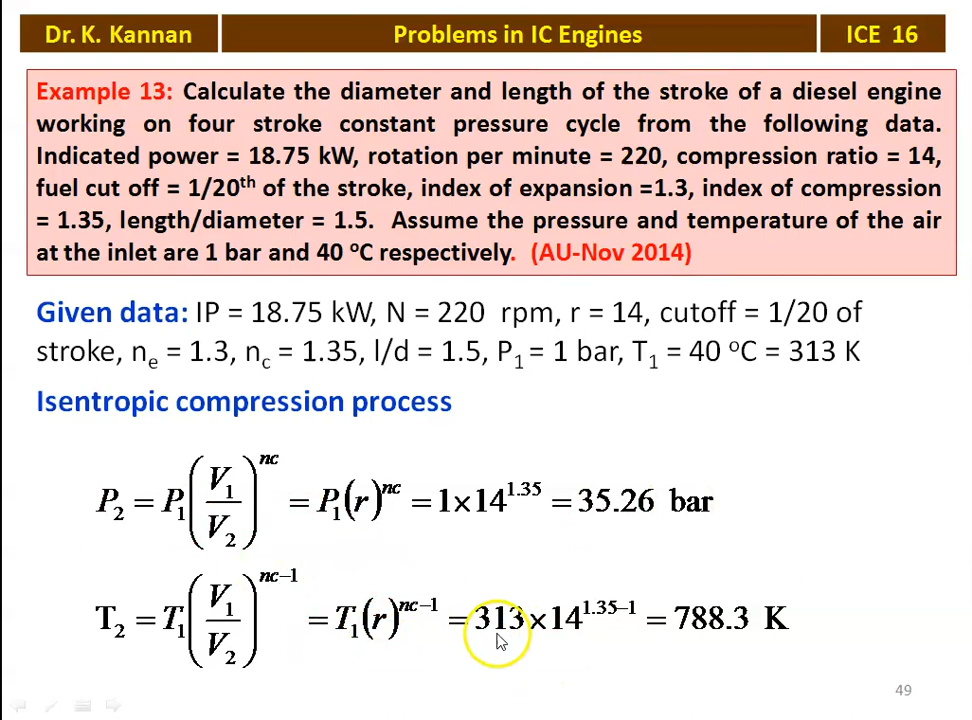 Dr. K. Kannan Problems in IC Engines ICE 16
Example 13: Calculate the diameter and length of the stroke of a diesel engine
working on four stroke constant pressure cycle from the following data.
Indicated power = 18.75 kW, rotation per minute = 220, compression ratio = 14,
fuel cut off = 1/20th of the stroke, index of expansion =1.3, index of compression
= 1.35, length/diameter = 1.5. Assume the pressure and temperature of the air
at the inlet are 1 bar and 40 oC respectively. (AU-Nov 2014)
Given data: IP = 18.75 kW, N = 220 rpm, r = 14, cutoff = 1/20 of
stroke, ne = 1.3, nc = 1.35, l/d = 1.5, P1 = 1 bar, T1 = 40 oC = 313 K
Isentropic compression process
P2 = P1(V1/V2)^nc = P1(r)^nc = 1×14^1.35 = 35.26 bar
T2 = T1(V1/V2)^nc−1 = T1(r)^nc−1 = 313×14^1.35−1 = 788.3 K
49